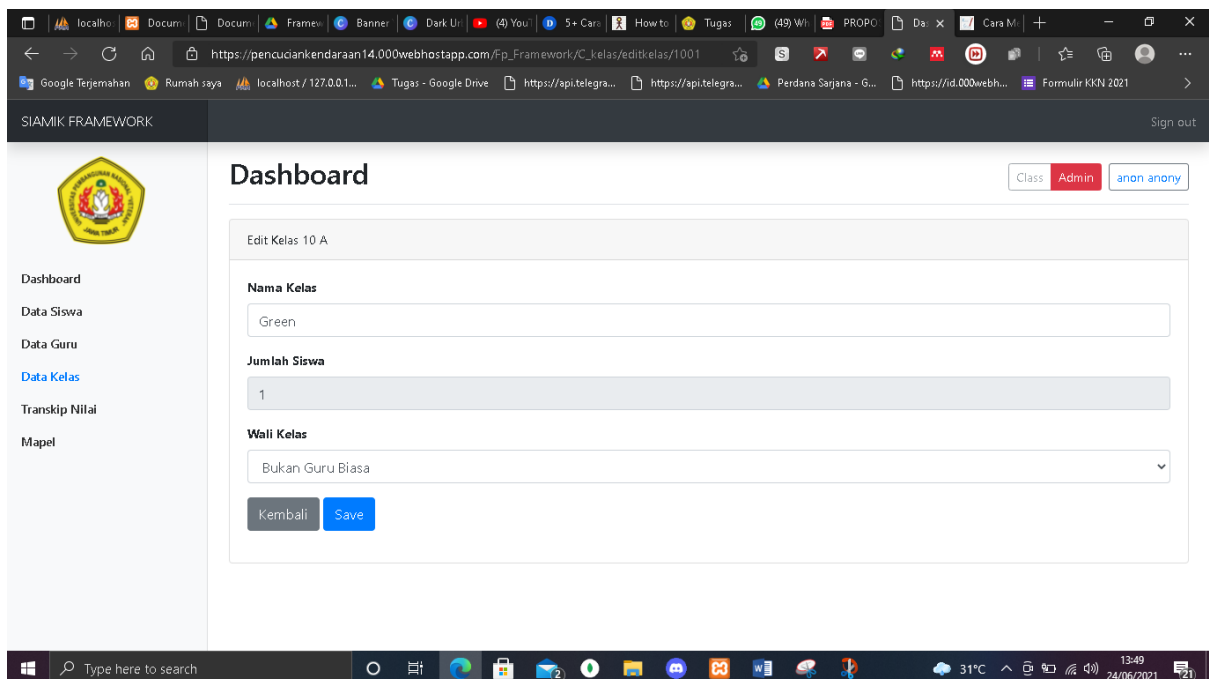 localho
Docum
Docum
Framew
Banner
Dark Ur
(4) You
5+ Cara
How to
Tugas
(49) Wh
PROPO
Da
Cara M
https://pencuciankendaraan14.000webhostapp.com/Fp_Framework/C_kelas/editkelas/1001
Google Terjemahan Rumah saya localhost / 127.0.0.1... Tugas - Google Drive https://api.telegra... https://api.telegra... Perdana Sarjana - G... https://id.000webh... Formulir KKN 2021
SIAMIK FRAMEWORK Sign out
JAWA TIMUR
Dashboard
Class Admin anon anony
Edit Kelas 10 A
Dashboard
Data Siswa
Data Guru
Data Kelas
Transkip Nilai
Mapel
Nama Kelas
Green
Jumlah Siswa
1
Wali Kelas
Bukan Guru Biasa
Kembali Save
Type here to search
31°C
13:49
24/06/2021
21